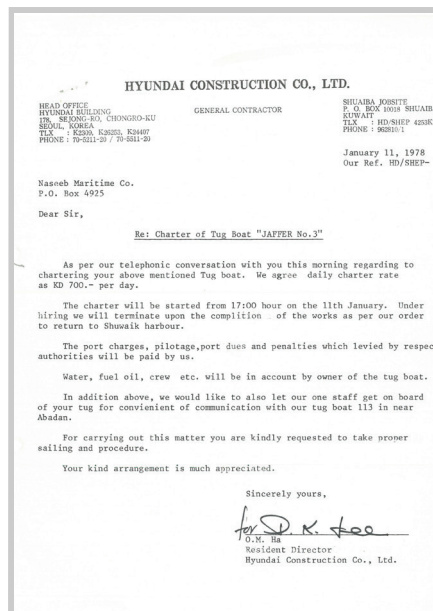 HYUNDAI CONSTRUCTION CO., LTD.
HEAD OFFICE
HYUNDAI BUILDING
178, SEJONG-RO, CHONGRO-KU
SEOUL, KOREA
TLX : K2309, K26253, K24407
PHONE : 70-5211-20 / 70-5511-20
GENERAL CONTRACTOR
SHUAIBA JOBSITE
P. O. BOX 10018 SHUAIB
KUWAIT
TLX : HD/SHEP 4253K
PHONE : 962810/1
January 11, 1978
Our Ref. HD/SHEP-
Naseeb Maritime Co.
P.O. Box 4925
Dear Sir,
Re: Charter of Tug Boat "JAFFER No.3"
As per our telephonic conversation with you this morning regarding to
chartering your above mentioned Tug boat. We agree daily charter rate
as KD 700.- per day.
The charter will be started from 17:00 hour on the 11th January. Under
hiring we will terminate upon the complition of the works as per our order
to return to Shuwaik harbour.
The port charges, pilotage,port dues and penalties which levied by respec
authorities will be paid by us.
Water, fuel oil, crew etc. will be in account by owner of the tug boat.
In addition above, we would like to also let our one staff get on board
of your tug for convienient of communication with our tug boat 113 in near
Abadan.
For carrying out this matter you are kindly requested to take proper
sailing and procedure.
Your kind arrangement is much appreciated.
Sincerely yours,
for D. K. Lee
O.M. Ha
Resident Director
Hyundai Construction Co., Ltd.